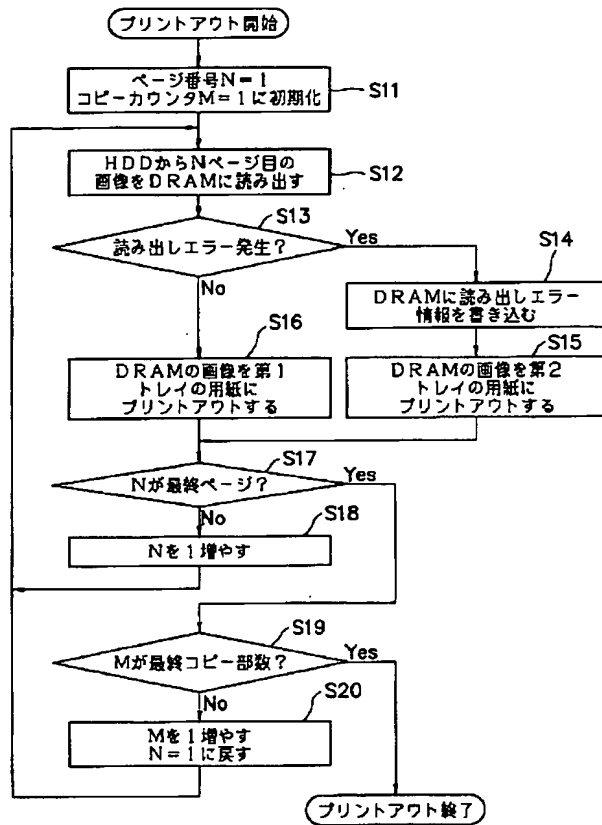 プリントアウト開始
ページ番号N=1
コピーカウンタM=1に初期化
S11
HDDからNページ目の
画像をDRAMに読み出す
S12
S13
読み出しエラー発生?
Yes
No
S14
DRAMに読み出しエラー
情報を書き込む
S16
DRAMの画像を第1
トレイの用紙に
プリントアウトする
S15
DRAMの画像を第2
トレイの用紙に
プリントアウトする
S17
Nが最終ページ?
Yes
No
S18
Nを1増やす
S19
Mが最終コピー部数?
Yes
No
S20
Mを1増やす
N=1に戻す
プリントアウト終了